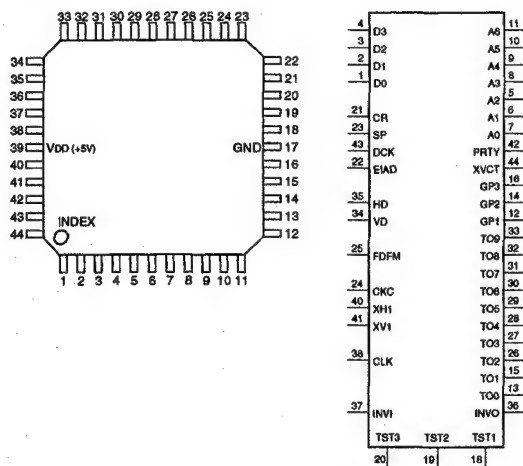 33 32 31 30 29 28 27 26 25 24 23
34 22
35 21
36 20
37 19
38 18
39 VDD (+5V) GND 17
40 16
41 15
42 14
43 INDEX 13
44 12
1 2 3 4 5 6 7 8 9 10 11
4 D3 A6 11
3 D2 A5 10
2 D1 A4 9
1 D0 A3 8
A2 5
21 CR A1 6
23 SP A0 7
43 DCK PRTY 42
22 EIAD XVCT 44
GP3 16
35 HD GP2 14
34 VD GP1 12
TO9 33
25 FDFM TO8 32
TO7 31
24 CKC TO6 30
40 XH1 TO5 29
41 XV1 TO4 28
TO3 27
38 CLK TO2 26
TO1 15
TO0 13
37 INVI INVO 36
TST3 TST2 TST1
20 19 18